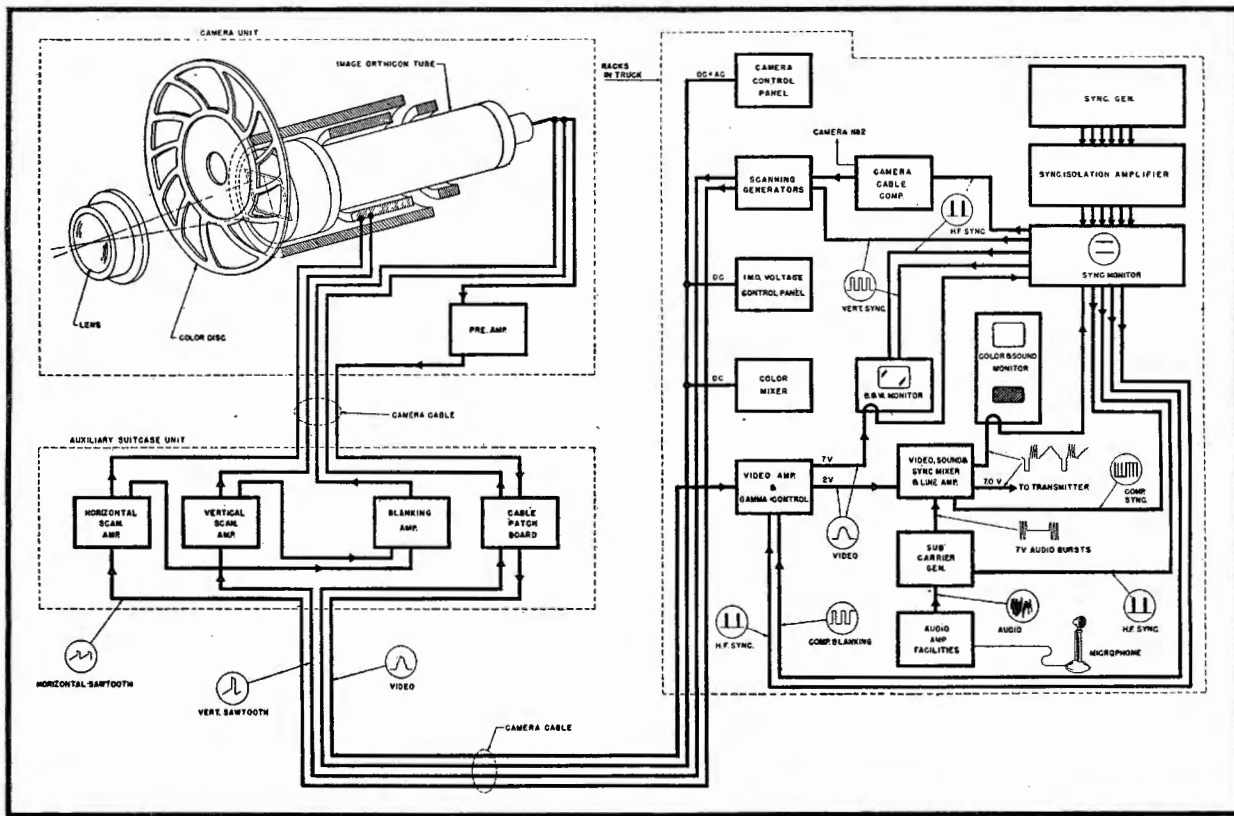 CAMERA UNIT
IMAGE ORTHICON TUBE
LENS
COLOR DISC
PRE. AMP.
CAMERA CABLE
AUXILIARY SUITCASE UNIT
HORIZONTAL
SCAN.
AMP.
VERTICAL
SCAN.
AMP.
BLANKING
AMP.
CABLE
PATCH
BOARD
HORIZONTAL-SAWTOOTH
VERT. SAWTOOTH
VIDEO
CAMERA CABLE
RACKS
IN TRUCK
DC+AC
CAMERA
CONTROL
PANEL
SYNC. GEN.
CAMERA NO.2
SCANNING
GENERATORS
CAMERA
CABLE
COMP.
H.F. SYNC.
SYNC.ISOLATION AMPLIFIER
SYNC MONITOR
DC
I.M.O. VOLTAGE
CONTROL PANEL
VERT. SYNC.
COLOR & SOUND
MONITOR
DC
COLOR
MIXER
B.&W. MONITOR
VIDEO AMP.
&
GAMMA-CONTROL
7V
2V
VIDEO
VIDEO, SOUND &
SYNC MIXER
& LINE AMP.
7.0 V
TO TRANSMITTER
COMP.
SYNC.
7V AUDIO BURSTS
SUB
CARRIER
GEN.
H.F. SYNC.
COMP. BLANKING
AUDIO
AUDIO
AMP
FACILITIES
MICROPHONE
H.F. SYNC